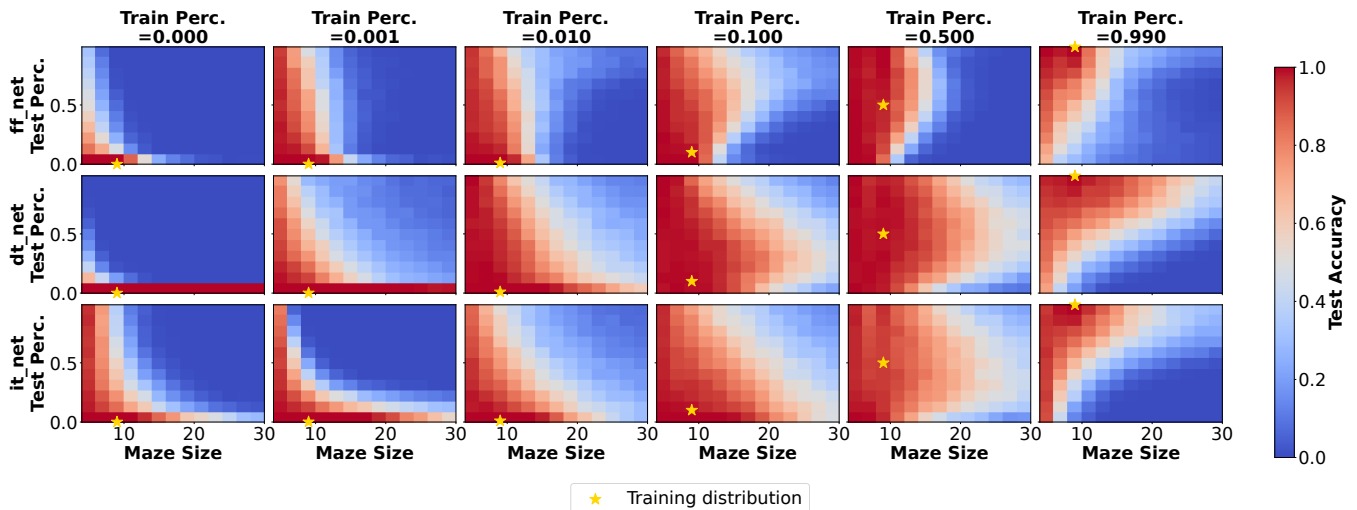 Train Perc.
=0.000
Train Perc.
=0.001
Train Perc.
=0.010
Train Perc.
=0.100
Train Perc.
=0.500
Train Perc.
=0.990
ff_net
Test Perc.
0.5
0.0
dt_net
Test Perc.
0.5
0.0
it_net
Test Perc.
0.5
0.0
10 20 30
10 20 30
10 20 30
10 20 30
10 20 30
10 20 30
Maze Size
Maze Size
Maze Size
Maze Size
Maze Size
Maze Size
1.0
0.8
0.6
0.4
0.2
0.0
Test Accuracy
Training distribution